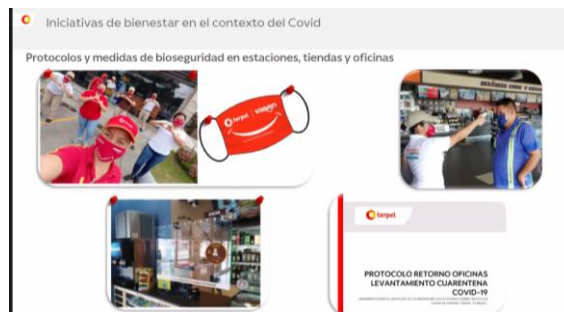 Iniciativas de bienestar en el contexto del Covid
Protocolos y medidas de bioseguridad en estaciones, tiendas y oficinas
terpel
terpel
PROTOCOLO RETORNO OFICINAS
LEVANTAMIENTO CUARENTENA
COVID-19